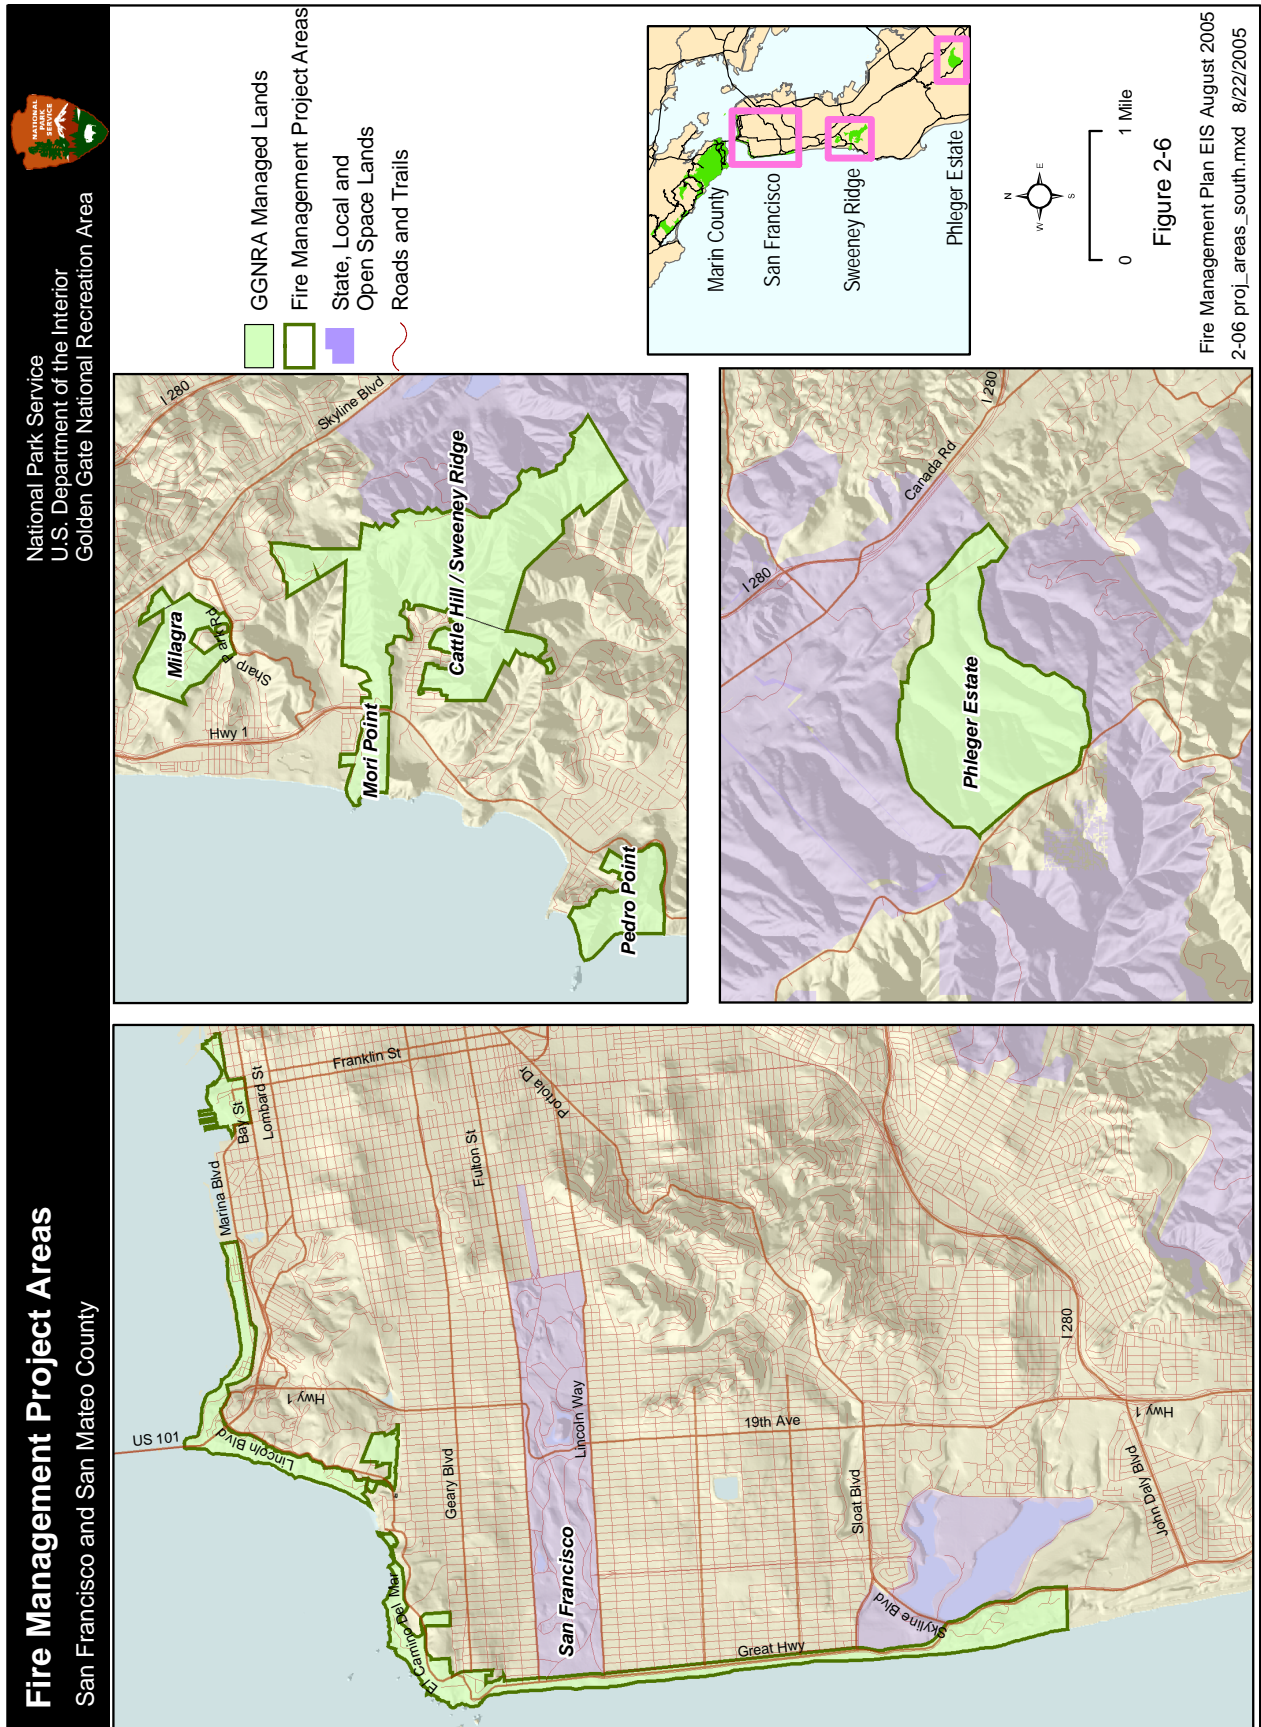 Fire Management Project Areas
San Francisco and San Mateo County
National Park Service
U.S. Department of the Interior
Golden Gate National Recreation Area
NATIONAL
PARK
SERVICE
US 101
Lincoln Blvd
Hwy 1
Marina Blvd
Bay St
Lombard St
Franklin St
El Camino Del Mar
Geary Blvd
Fulton St
Portola Dr
San Francisco
Lincoln Way
19th Ave
Great Hwy
Sloat Blvd
Skyline Blvd
I 280
John Daly Blvd
Hwy 1
Milagra
I 280
Skyline Blvd
Sharp Park Rd
Hwy 1
Mori Point
Cattle Hill / Sweeney Ridge
Pedro Point
I 280
Canada Rd
I 280
Phleger Estate
GGNRA Managed Lands
Fire Management Project Areas
State, Local and
Open Space Lands
Roads and Trails
Marin County
San Francisco
Sweeney Ridge
Phleger Estate
N
W
E
S
0
1 Mile
Figure 2-6
Fire Management Plan EIS August 2005
2-06 proj_areas_south.mxd 8/22/2005